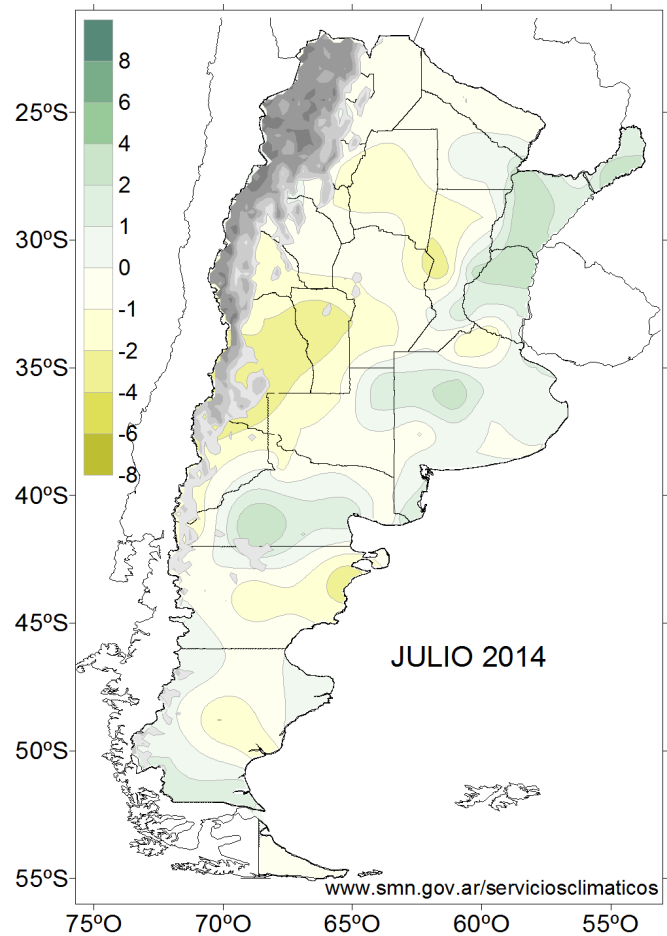 8
6
4
2
1
0
-1
-2
-4
-6
-8
25ºS
30ºS
35ºS
40ºS
45ºS
50ºS
55ºS
JULIO 2014
www.smn.gov.ar/serviciosclimaticos
75ºO 70ºO 65ºO 60ºO 55ºO